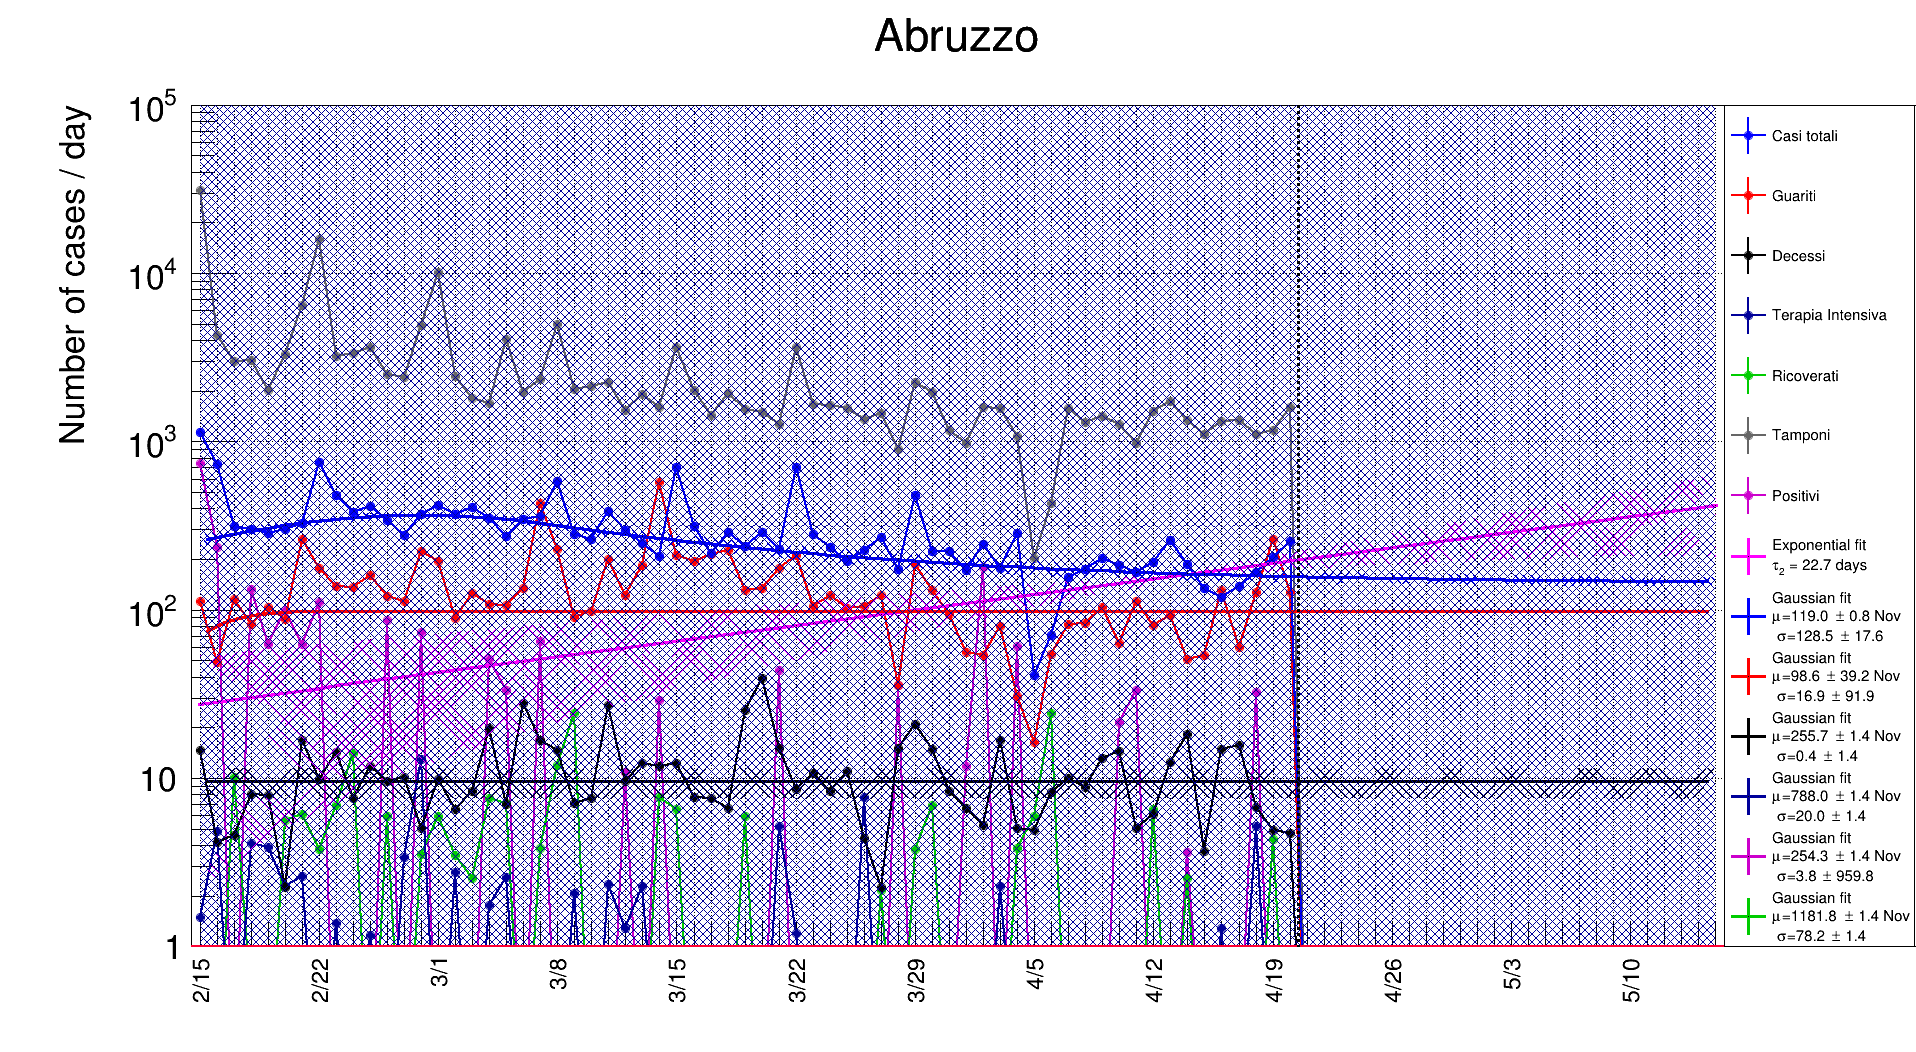 Abruzzo
Number of cases / day
10^5
10^4
10^3
10^2
10
1
2/15
2/22
3/1
3/8
3/15
3/22
3/29
4/5
4/12
4/19
4/26
5/3
5/10
Casi totali
Guariti
Decessi
Terapia Intensiva
Ricoverati
Tamponi
Positivi
Exponential fit
τ₂ = 22.7 days
Gaussian fit
μ=119.0 ± 0.8 Nov
σ=128.5 ± 17.6
Gaussian fit
μ=98.6 ± 39.2 Nov
σ=16.9 ± 91.9
Gaussian fit
μ=255.7 ± 1.4 Nov
σ=0.4 ± 1.4
Gaussian fit
μ=788.0 ± 1.4 Nov
σ=20.0 ± 1.4
Gaussian fit
μ=254.3 ± 1.4 Nov
σ=3.8 ± 959.8
Gaussian fit
μ=1181.8 ± 1.4 Nov
σ=78.2 ± 1.4